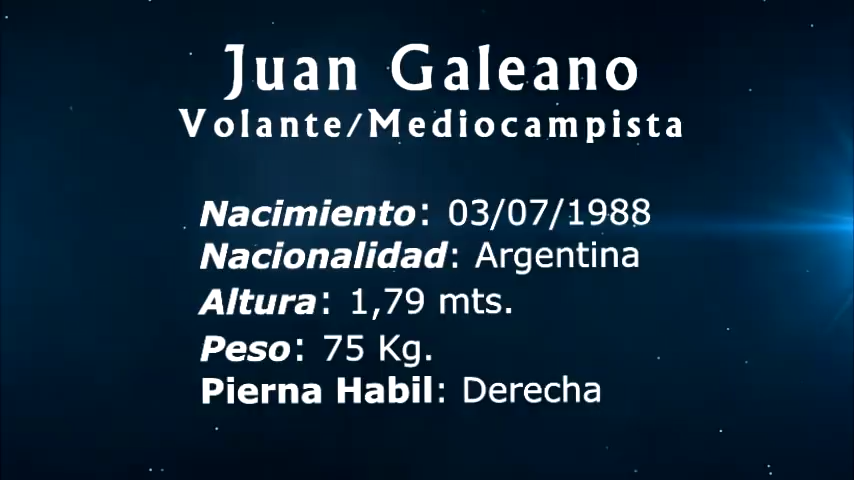 Juan Galeano
Volante/Mediocampista
Nacimiento: 03/07/1988
Nacionalidad: Argentina
Altura: 1,79 mts.
Peso: 75 Kg.
Pierna Habil: Derecha